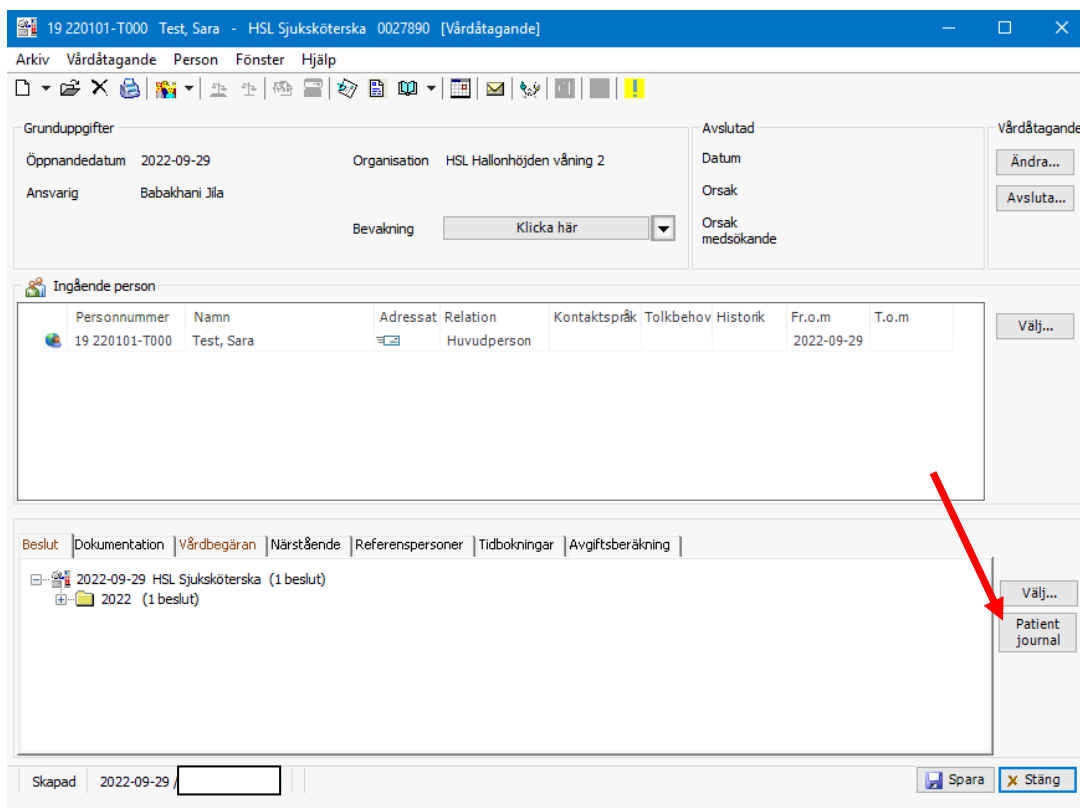 19 220101-T000 Test, Sara - HSL Sjuksköterska 0027890 [Vårdåtagande]
Arkiv Vårdåtagande Person Fönster Hjälp
Grunduppgifter Avslutad Vårdåtagande
Öppnandedatum 2022-09-29 Organisation HSL Hallonhöjden våning 2 Datum Ändra...
Ansvarig Babakhani Jila Orsak Avsluta...
Bevakning Klicka här Orsak medsökande
Ingående person
Personnummer Namn Adressat Relation Kontaktspråk Tolkbehov Historik Fr.o.m T.o.m Välj...
19 220101-T000 Test, Sara Huvudperson 2022-09-29
Beslut Dokumentation Vårdbegäran Närstående Referenspersoner Tidbokningar Avgiftsberäkning
2022-09-29 HSL Sjuksköterska (1 beslut)
Välj...
2022 (1 beslut)
Patient
journal
Skapad 2022-09-29 / Spara Stäng